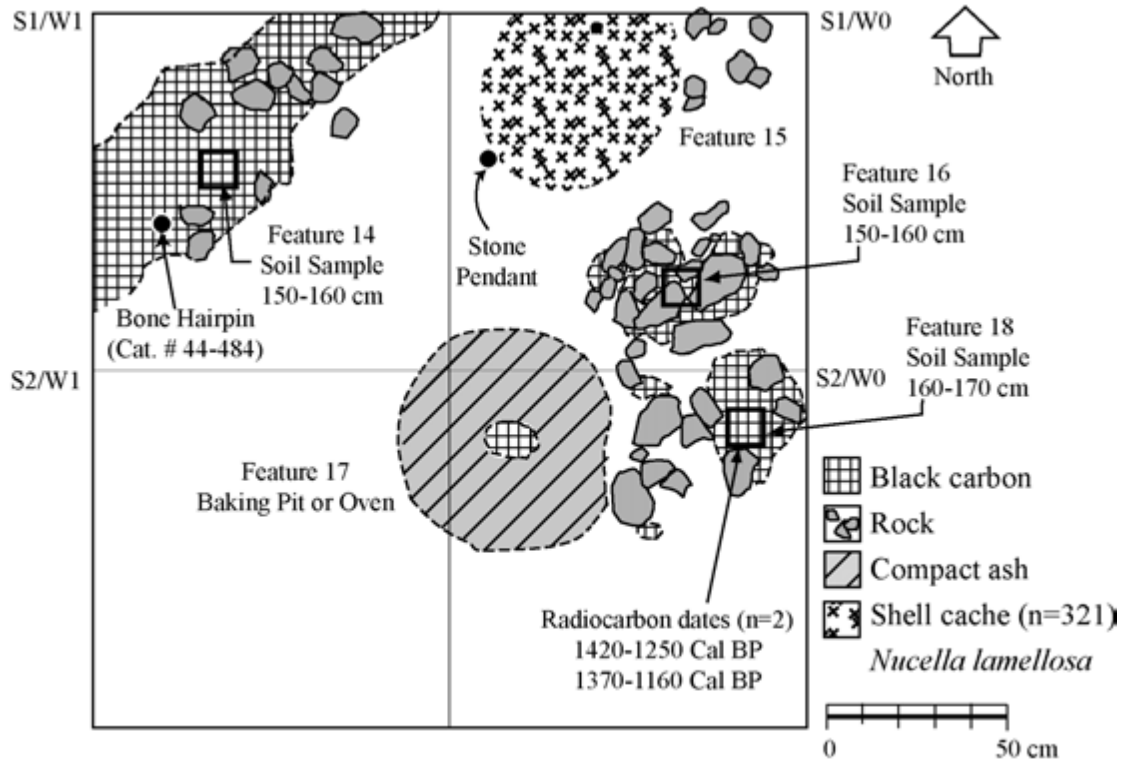 S1/W1
S1/W0
North
Feature 15
Feature 16
Soil Sample
150-160 cm
Stone
Pendant
Feature 14
Soil Sample
150-160 cm
Bone Hairpin
(Cat. # 44-484)
Feature 18
Soil Sample
160-170 cm
S2/W1
S2/W0
Feature 17
Baking Pit or Oven
Black carbon
Rock
Compact ash
Shell cache (n=321)
Nucella lamellosa
Radiocarbon dates (n=2)
1420-1250 Cal BP
1370-1160 Cal BP
0
50 cm